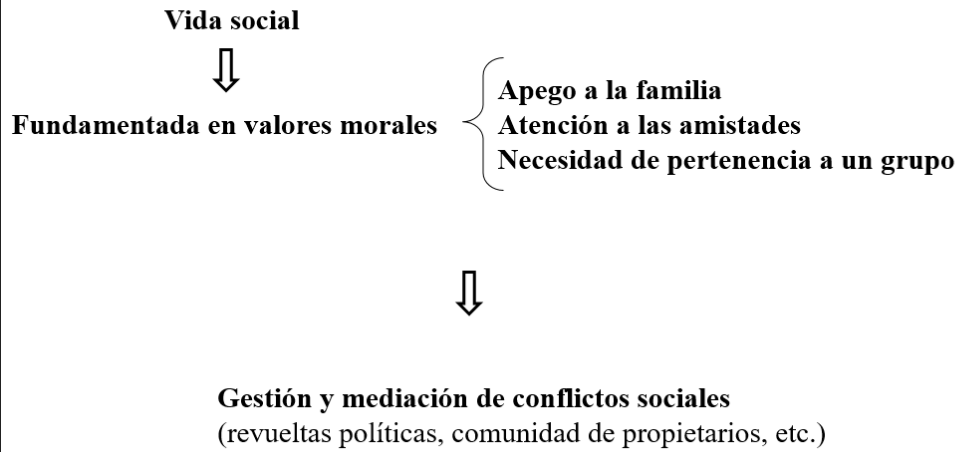 Vida social
Fundamentada en valores morales
Apego a la familia
Atención a las amistades
Necesidad de pertenencia a un grupo
Gestión y mediación de conflictos sociales
(revueltas políticas, comunidad de propietarios, etc.)